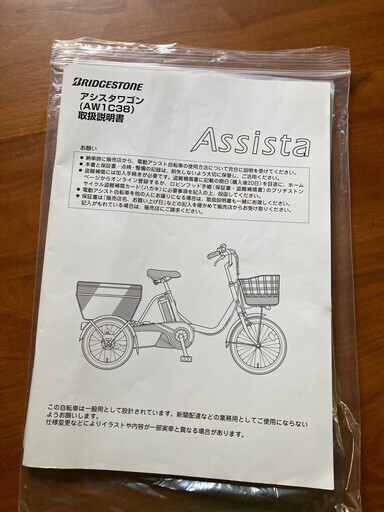 BRIDGESTONE
アシスタワゴン
(AW1C38)
取扱説明書
Assista
お願い
● 納車時に販売店から、電動アシスト自転車の使用方法について充分に説明を受けてください。
● 本書と保証書／点検・整備の記録は、紛失しないよう大切に保管し、ご活用ください。
● 盗難補償には加入手続きが必要です。盗難補償書に記載の期日(購入後20日)を目途に、ホーム
ページからオンライン登録するか、ロビンフッド手帳(保証書・盗難補償書)のブリヂストン
サイクル盗難補償カード(ハガキ)に必要事項を記入の上、投函してください。
● 電動アシスト自転車を他の人にお譲りになる場合は、取扱説明書も一緒にお渡しください。
● 保証書は「販売店名、お買い上げ日」などの記入を確かめて販売店からお受け取りください。
記入がもれている場合は、販売店にご請求ください。
この自転車は一般用として設計されています。新聞配達などの業務用としてご使用にならない
ようお願いします。
仕様変更などによりイラストや内容が一部実車と異なる場合があります。